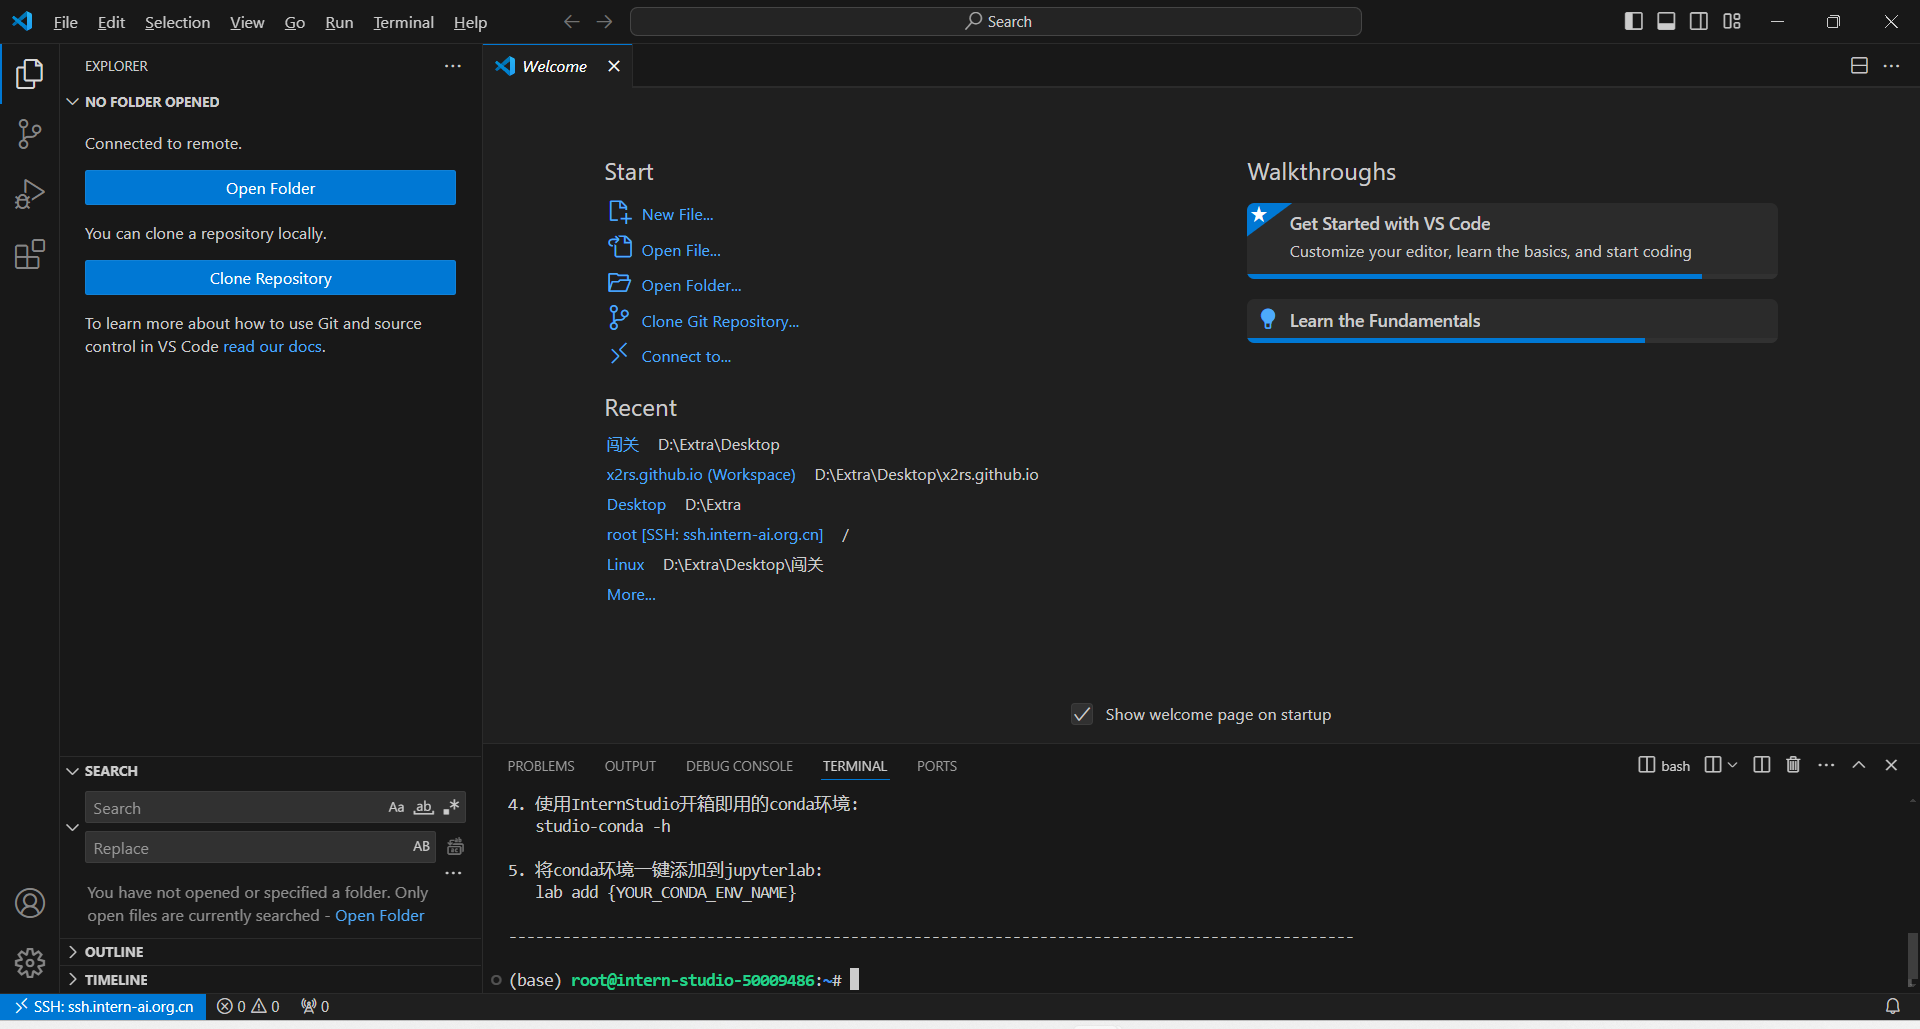 File Edit Selection View Go Run Terminal Help
Search
EXPLORER
NO FOLDER OPENED
Connected to remote.
Open Folder
You can clone a repository locally.
Clone Repository
To learn more about how to use Git and source
control in VS Code read our docs.
SEARCH
Search
Aa ab .*
Replace
AB
You have not opened or specified a folder. Only
open files are currently searched - Open Folder
OUTLINE
TIMELINE
Welcome
Start
New File...
Open File...
Open Folder...
Clone Git Repository...
Connect to...
Recent
闯关 D:\Extra\Desktop
x2rs.github.io (Workspace) D:\Extra\Desktop\x2rs.github.io
Desktop D:\Extra
root [SSH: ssh.intern-ai.org.cn] /
Linux D:\Extra\Desktop\闯关
More...
Walkthroughs
Get Started with VS Code
Customize your editor, learn the basics, and start coding
Learn the Fundamentals
Show welcome page on startup
PROBLEMS OUTPUT DEBUG CONSOLE TERMINAL PORTS
bash
4. 使用InternStudio开箱即用的conda环境:
studio-conda -h
5. 将conda环境一键添加到jupyterlab:
lab add {YOUR_CONDA_ENV_NAME}
----------------------------------------------------------------------------------------------
(base) root@intern-studio-50009486:~#
SSH: ssh.intern-ai.org.cn 0 0 0